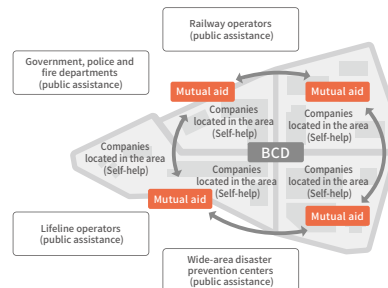 Railway operators
(public assistance)
Government, police and
fire departments
(public assistance)
Mutual aid
Mutual aid
Companies
located in the area
(Self-help)
Companies
located in the area
(Self-help)
Companies
located in the area
(Self-help)
BCD
Companies
located in the area
(Self-help)
Companies
located in the area
(Self-help)
Mutual aid
Mutual aid
Lifeline operators
(public assistance)
Wide-area disaster
prevention centers
(public assistance)